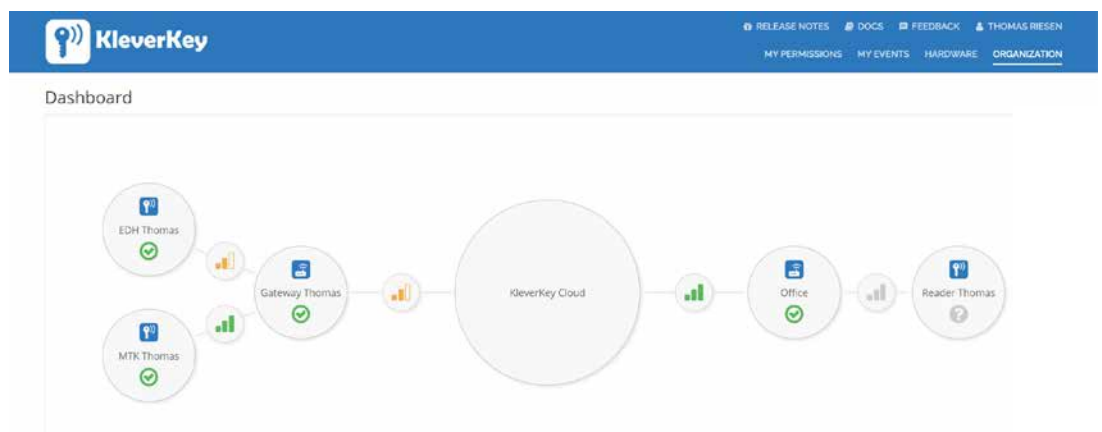 KleverKey
RELEASE NOTES DOCS FEEDBACK THOMAS RIESEN
MY PERMISSIONS MY EVENTS HARDWARE ORGANIZATION
Dashboard
EDH Thomas
Gateway Thomas
MTK Thomas
KleverKey Cloud
Office
Reader Thomas